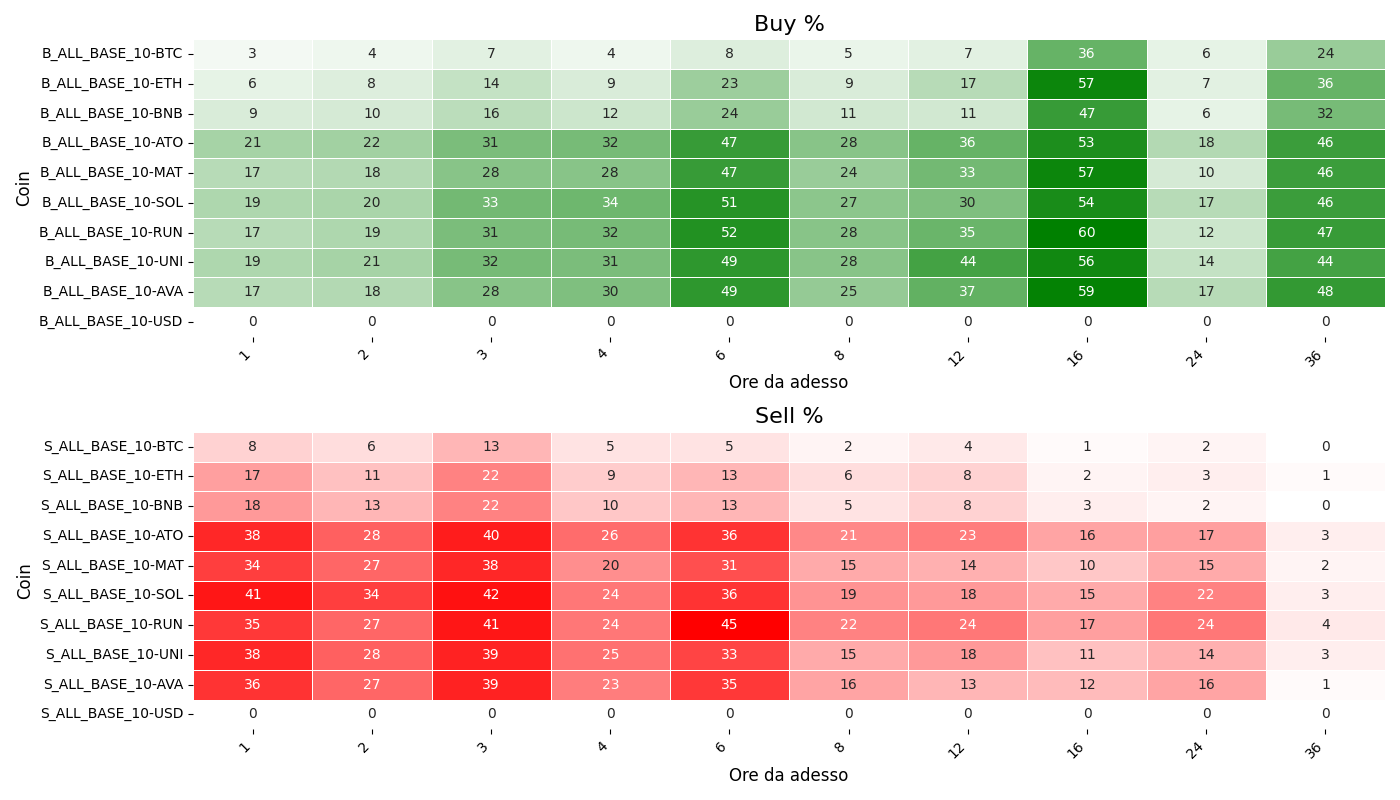 Buy %
Coin
B_ALL_BASE_10-BTC 3 4 7 4 8 5 7 36 6 24
B_ALL_BASE_10-ETH 6 8 14 9 23 9 17 57 7 36
B_ALL_BASE_10-BNB 9 10 16 12 24 11 11 47 6 32
B_ALL_BASE_10-ATO 21 22 31 32 47 28 36 53 18 46
B_ALL_BASE_10-MAT 17 18 28 28 47 24 33 57 10 46
B_ALL_BASE_10-SOL 19 20 33 34 51 27 30 54 17 46
B_ALL_BASE_10-RUN 17 19 31 32 52 28 35 60 12 47
B_ALL_BASE_10-UNI 19 21 32 31 49 28 44 56 14 44
B_ALL_BASE_10-AVA 17 18 28 30 49 25 37 59 17 48
B_ALL_BASE_10-USD 0 0 0 0 0 0 0 0 0 0
1 2 3 4 6 8 12 16 24 36
Ore da adesso
Sell %
Coin
S_ALL_BASE_10-BTC 8 6 13 5 5 2 4 1 2 0
S_ALL_BASE_10-ETH 17 11 22 9 13 6 8 2 3 1
S_ALL_BASE_10-BNB 18 13 22 10 13 5 8 3 2 0
S_ALL_BASE_10-ATO 38 28 40 26 36 21 23 16 17 3
S_ALL_BASE_10-MAT 34 27 38 20 31 15 14 10 15 2
S_ALL_BASE_10-SOL 41 34 42 24 36 19 18 15 22 3
S_ALL_BASE_10-RUN 35 27 41 24 45 22 24 17 24 4
S_ALL_BASE_10-UNI 38 28 39 25 33 15 18 11 14 3
S_ALL_BASE_10-AVA 36 27 39 23 35 16 13 12 16 1
S_ALL_BASE_10-USD 0 0 0 0 0 0 0 0 0 0
1 2 3 4 6 8 12 16 24 36
Ore da adesso